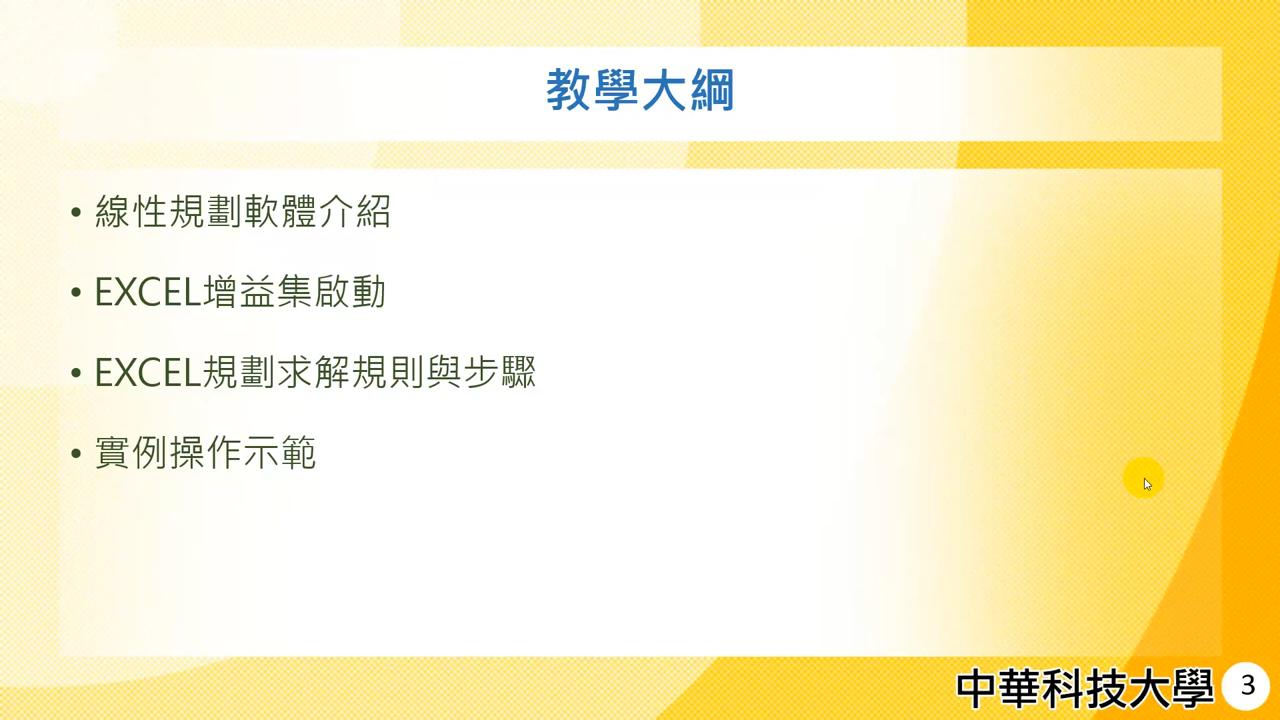 教學大綱
• 線性規劃軟體介紹
• EXCEL增益集啟動
• EXCEL規劃求解規則與步驟
• 實例操作示範
中華科技大學 3